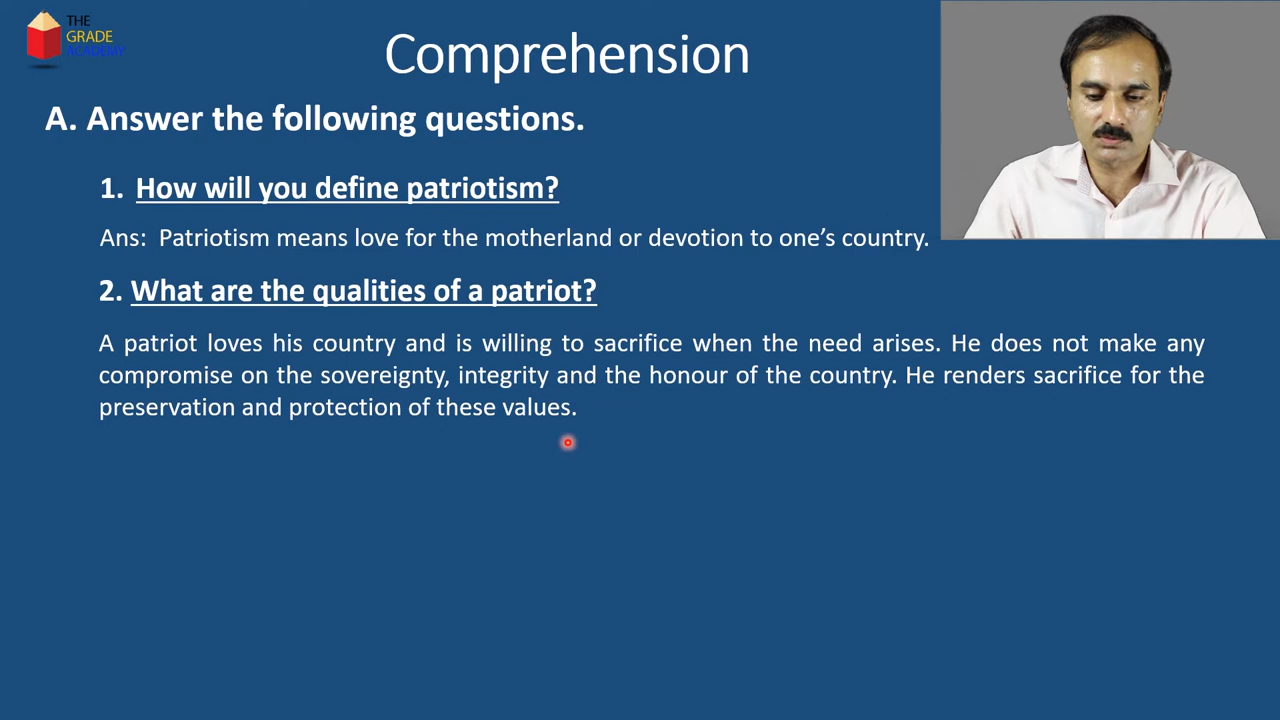 THE
GRADE
ACADEMY
Comprehension
A. Answer the following questions.
1. How will you define patriotism?
Ans: Patriotism means love for the motherland or devotion to one’s country.
2. What are the qualities of a patriot?
A patriot loves his country and is willing to sacrifice when the need arises. He does not make any
compromise on the sovereignty, integrity and the honour of the country. He renders sacrifice for the
preservation and protection of these values.